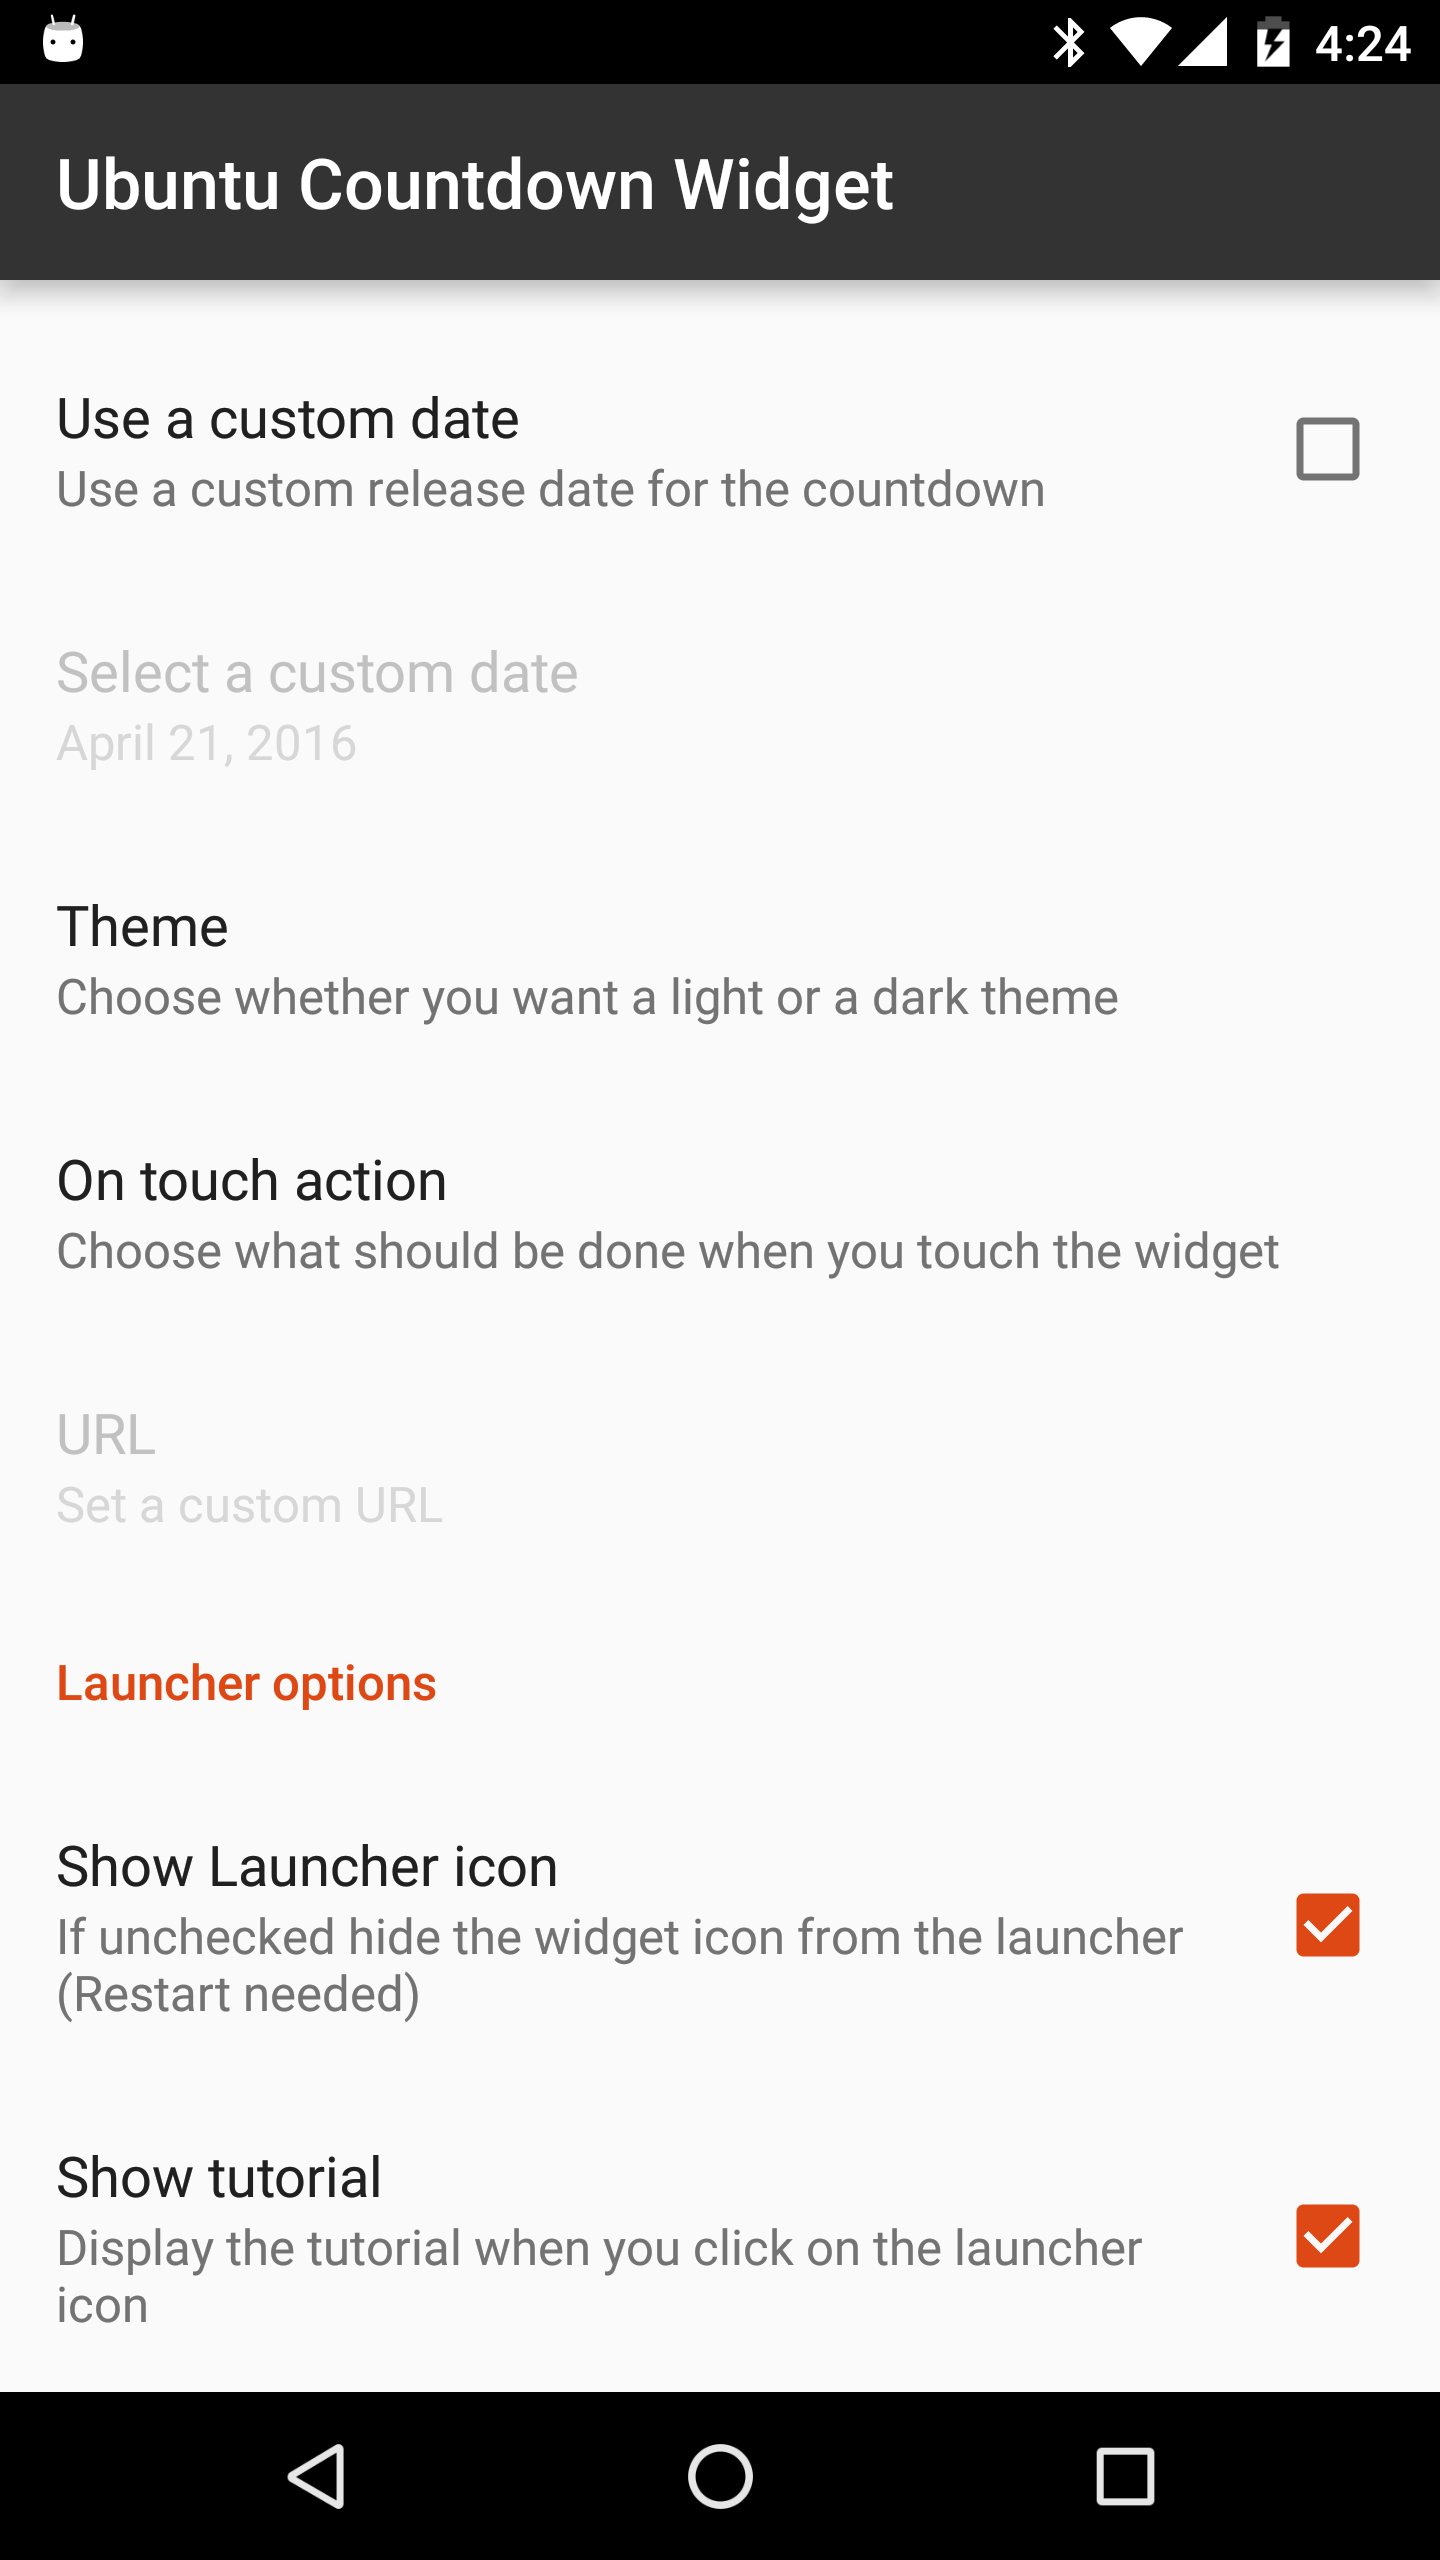 4:24
Ubuntu Countdown Widget
Use a custom date
Use a custom release date for the countdown
Select a custom date
April 21, 2016
Theme
Choose whether you want a light or a dark theme
On touch action
Choose what should be done when you touch the widget
URL
Set a custom URL
Launcher options
Show Launcher icon
If unchecked hide the widget icon from the launcher
(Restart needed)
Show tutorial
Display the tutorial when you click on the launcher
icon